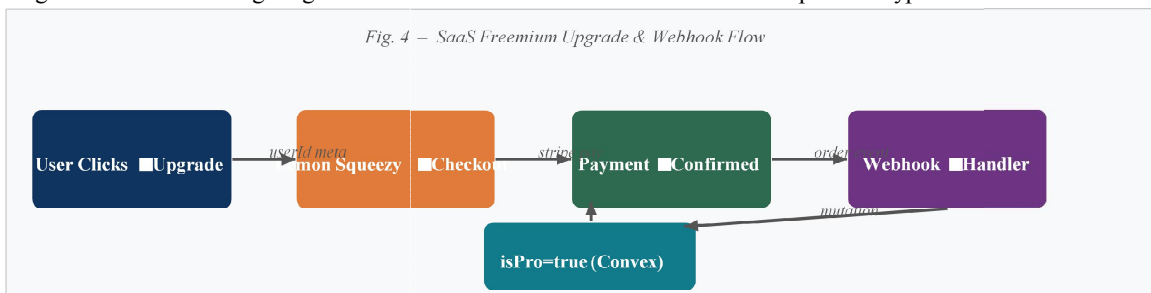 Fig. 4 – SaaS Freemium Upgrade & Webhook Flow
User Clicks ■Upgrade
userId meta
Squeezy ■Checkout
Payment ■Confirmed
Webhook ■Handler
mutation
isPro=true (Convex)